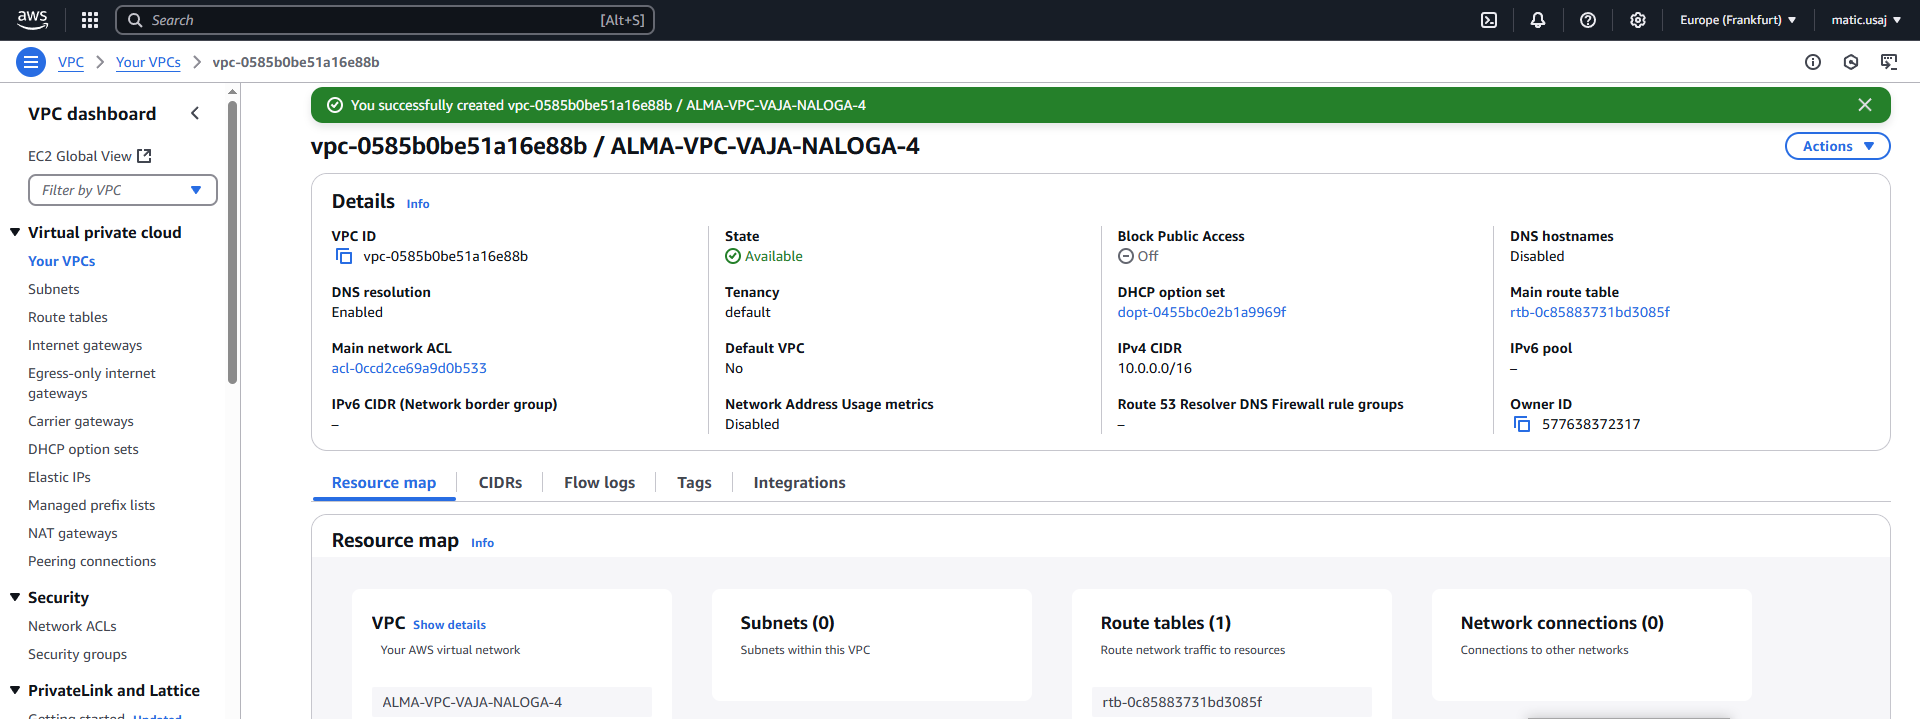 aws
Search
[Alt+S]
Europe (Frankfurt)
matic.usaj
VPC
Your VPCs
vpc-0585b0be51a16e88b
VPC dashboard
EC2 Global View
Filter by VPC
Virtual private cloud
Your VPCs
Subnets
Route tables
Internet gateways
Egress-only internet
gateways
Carrier gateways
DHCP option sets
Elastic IPs
Managed prefix lists
NAT gateways
Peering connections
Security
Network ACLs
Security groups
PrivateLink and Lattice
Getting started Updated
You successfully created vpc-0585b0be51a16e88b / ALMA-VPC-VAJA-NALOGA-4
vpc-0585b0be51a16e88b / ALMA-VPC-VAJA-NALOGA-4
Actions
Details Info
VPC ID
vpc-0585b0be51a16e88b
State
Available
Block Public Access
Off
DNS hostnames
Disabled
DNS resolution
Enabled
Tenancy
default
DHCP option set
dopt-0455bc0e2b1a9969f
Main route table
rtb-0c85883731bd3085f
Main network ACL
acl-0ccd2ce69a9d0b533
Default VPC
No
IPv4 CIDR
10.0.0.0/16
IPv6 pool
–
IPv6 CIDR (Network border group)
–
Network Address Usage metrics
Disabled
Route 53 Resolver DNS Firewall rule groups
–
Owner ID
577638372317
Resource map
CIDRs
Flow logs
Tags
Integrations
Resource map Info
VPC Show details
Your AWS virtual network
ALMA-VPC-VAJA-NALOGA-4
Subnets (0)
Subnets within this VPC
Route tables (1)
Route network traffic to resources
rtb-0c85883731bd3085f
Network connections (0)
Connections to other networks